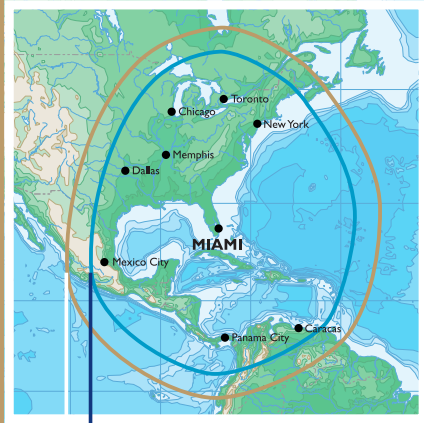 Toronto
Chicago
New York
Memphis
Dallas
MIAMI
Mexico City
Caracas
Panama City